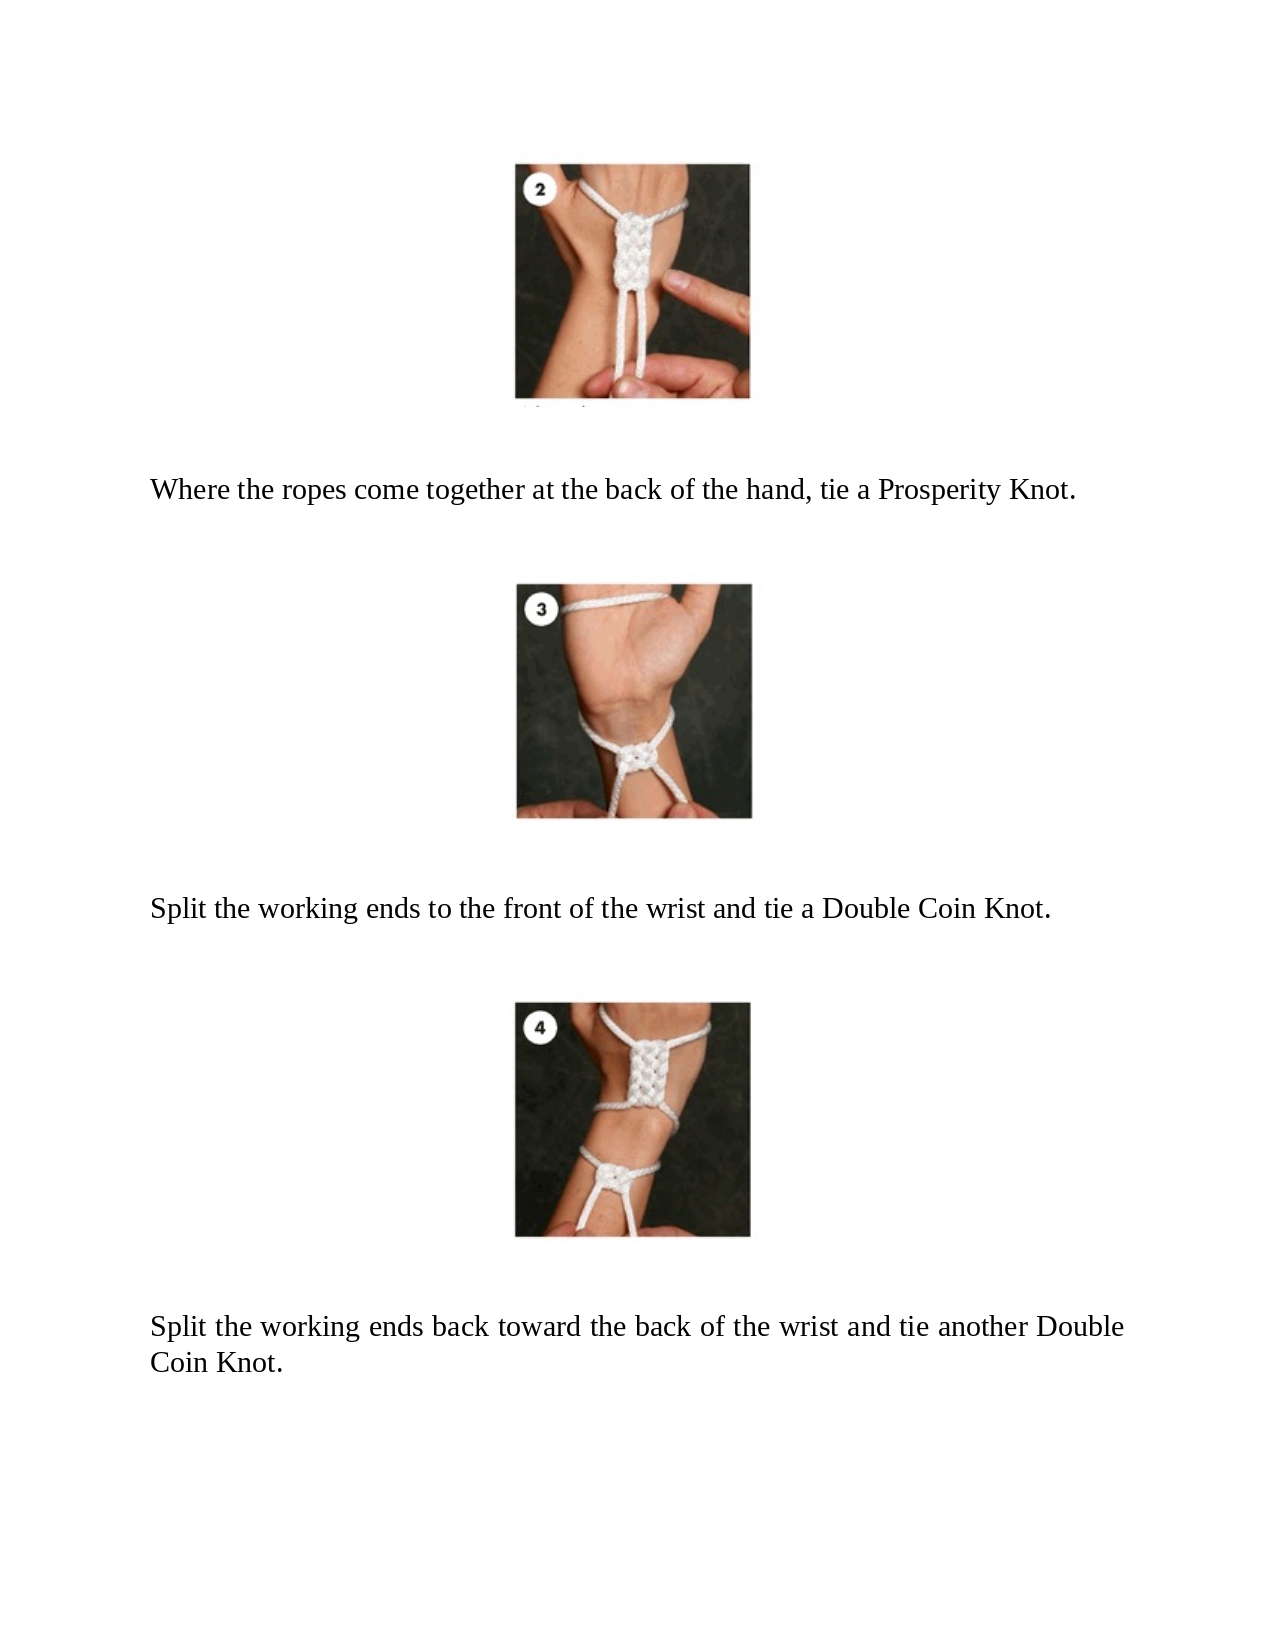 2
Where the ropes come together at the back of the hand, tie a Prosperity Knot.
3
Split the working ends to the front of the wrist and tie a Double Coin Knot.
4
Split the working ends back toward the back of the wrist and tie another Double
Coin Knot.